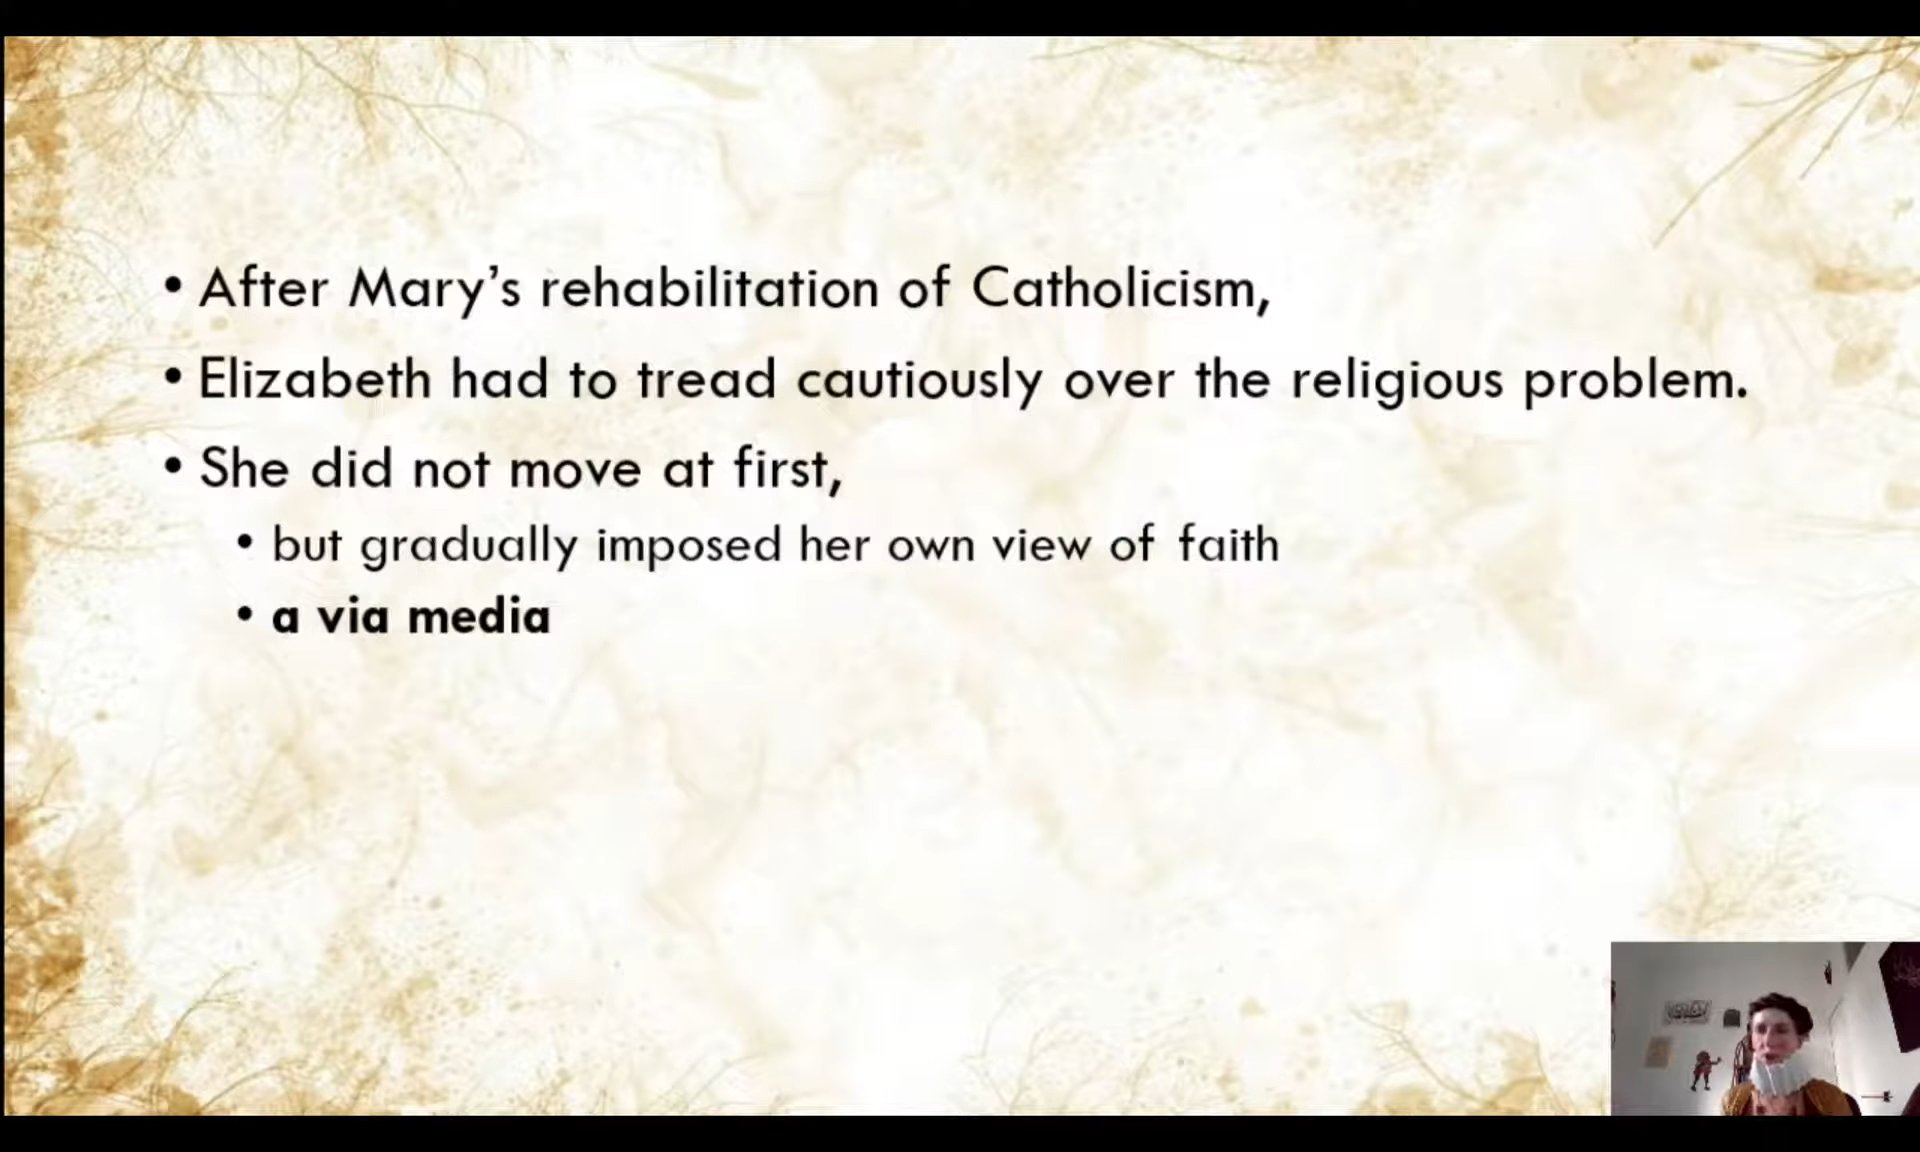 • After Mary’s rehabilitation of Catholicism,
• Elizabeth had to tread cautiously over the religious problem.
• She did not move at first,
• but gradually imposed her own view of faith
• a via media